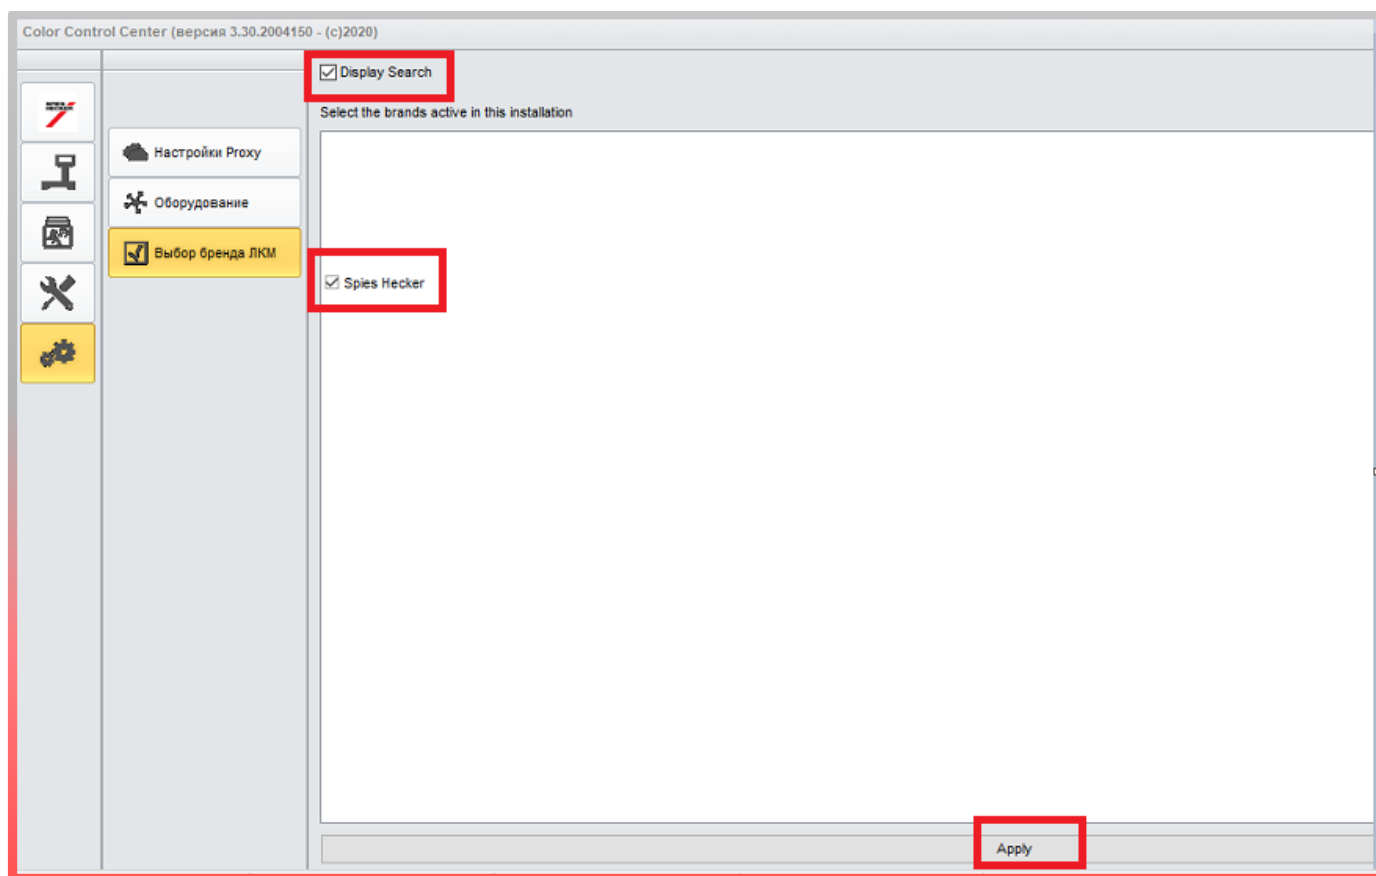 Color Control Center (версия 3.30.2004150 - (c)2020)
Display Search
Select the brands active in this installation
Настройки Proxy
Оборудование
Выбор бренда ЛКМ
Spies Hecker
Apply